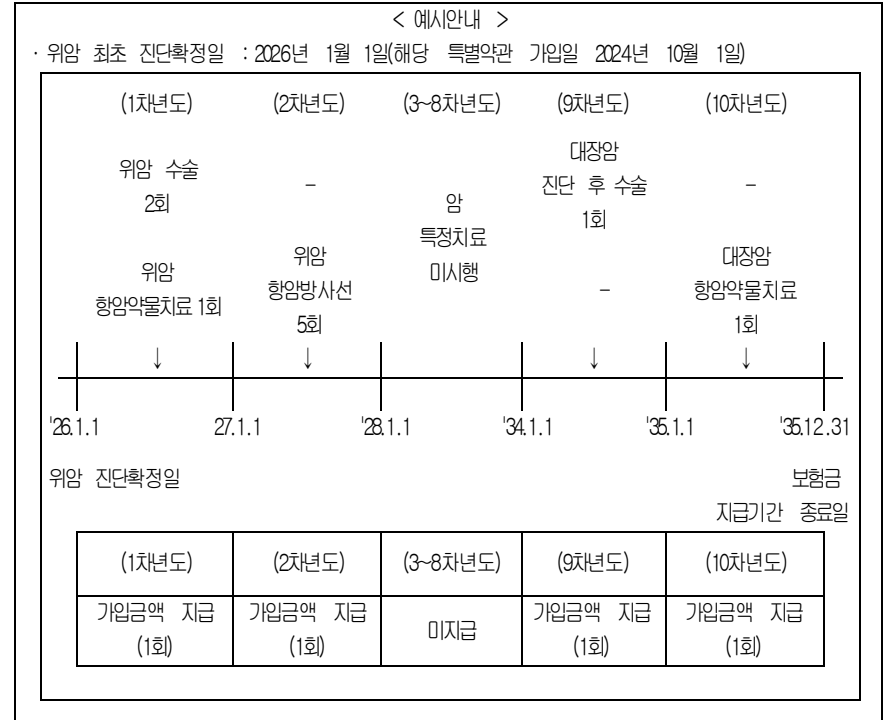 < 예시안내 >
· 위암 최초 진단확정일 : 2026년 1월 1일(해당 특별약관 가입일 2024년 10월 1일)
(1차년도) (2차년도) (3~8차년도) (9차년도) (10차년도)
위암 수술
2회
-
암
특정치료
미시행
대장암
진단 후 수술
1회
-
위암
항암약물치료 1회
위암
항암방사선
5회
-
대장암
항암약물치료
1회
↓ ↓ ↓ ↓
'26.1.1 27.1.1 '28.1.1 '34.1.1 '35.1.1 '35.12.31
위암 진단확정일
보험금
지급기간 종료일
(1차년도) (2차년도) (3~8차년도) (9차년도) (10차년도)
가입금액 지급
(1회)
가입금액 지급
(1회)
미지급
가입금액 지급
(1회)
가입금액 지급
(1회)